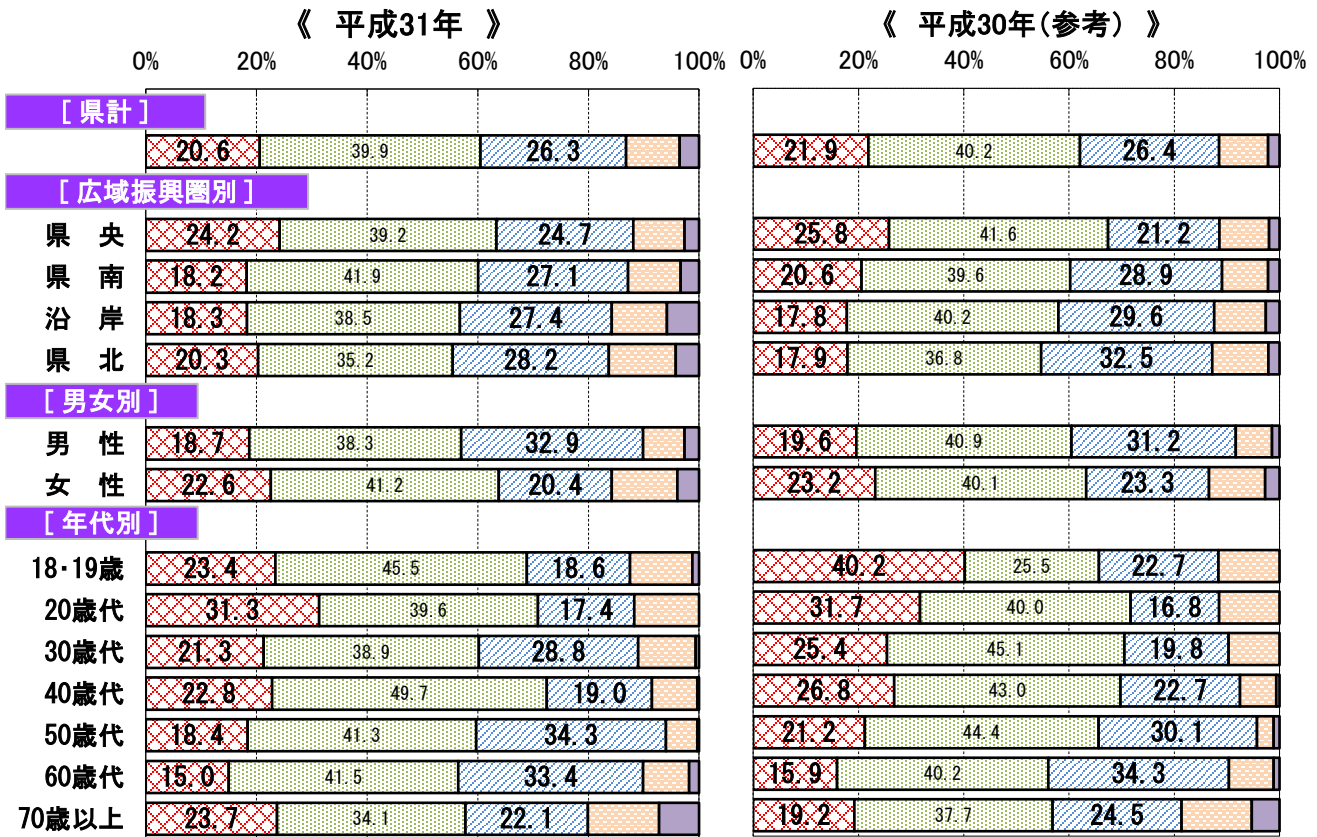 《 平成31年 》 《 平成30年(参考) 》
0% 20% 40% 60% 80% 100% 0% 20% 40% 60% 80% 100%
[ 県計 ]
20.6 39.9 26.3 21.9 40.2 26.4
[ 広域振興圏別 ]
県 央 24.2 39.2 24.7 25.8 41.6 21.2
県 南 18.2 41.9 27.1 20.6 39.6 28.9
沿 岸 18.3 38.5 27.4 17.8 40.2 29.6
県 北 20.3 35.2 28.2 17.9 36.8 32.5
[ 男女別 ]
男 性 18.7 38.3 32.9 19.6 40.9 31.2
女 性 22.6 41.2 20.4 23.2 40.1 23.3
[ 年代別 ]
18・19歳 23.4 45.5 18.6 40.2 25.5 22.7
20歳代 31.3 39.6 17.4 31.7 40.0 16.8
30歳代 21.3 38.9 28.8 25.4 45.1 19.8
40歳代 22.8 49.7 19.0 26.8 43.0 22.7
50歳代 18.4 41.3 34.3 21.2 44.4 30.1
60歳代 15.0 41.5 33.4 15.9 40.2 34.3
70歳以上 23.7 34.1 22.1 19.2 37.7 24.5